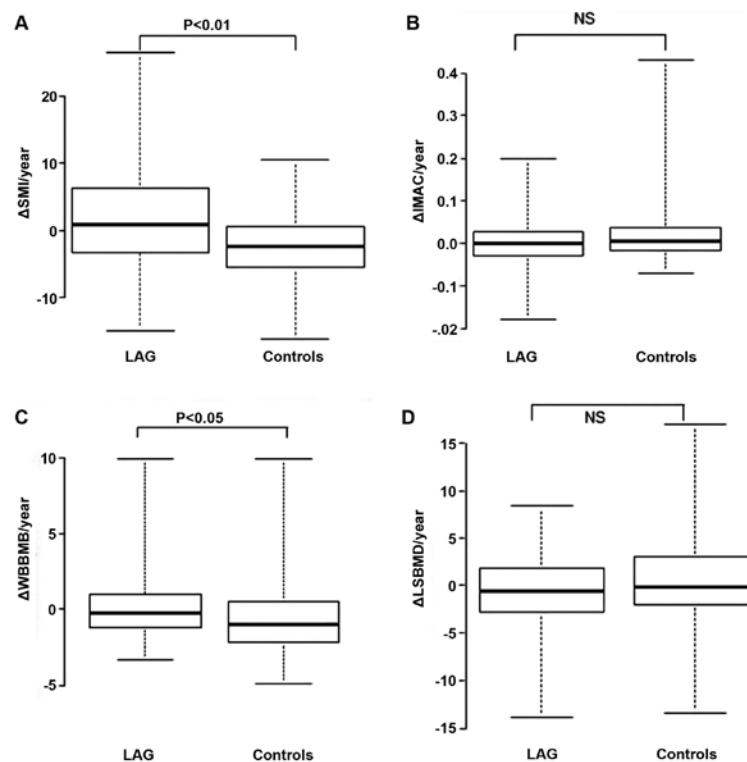 A
P<0.01
ΔSMI/year
20
10
0
-10
LAG
Controls
B
NS
ΔIMAC/year
0.4
0.3
0.2
0.1
0.0
-0.1
-.02
LAG
Controls
C
P<0.05
ΔWBBMB/year
10
5
0
-5
LAG
Controls
D
NS
ΔLSBMD/year
15
10
5
0
-5
-10
-15
LAG
Controls